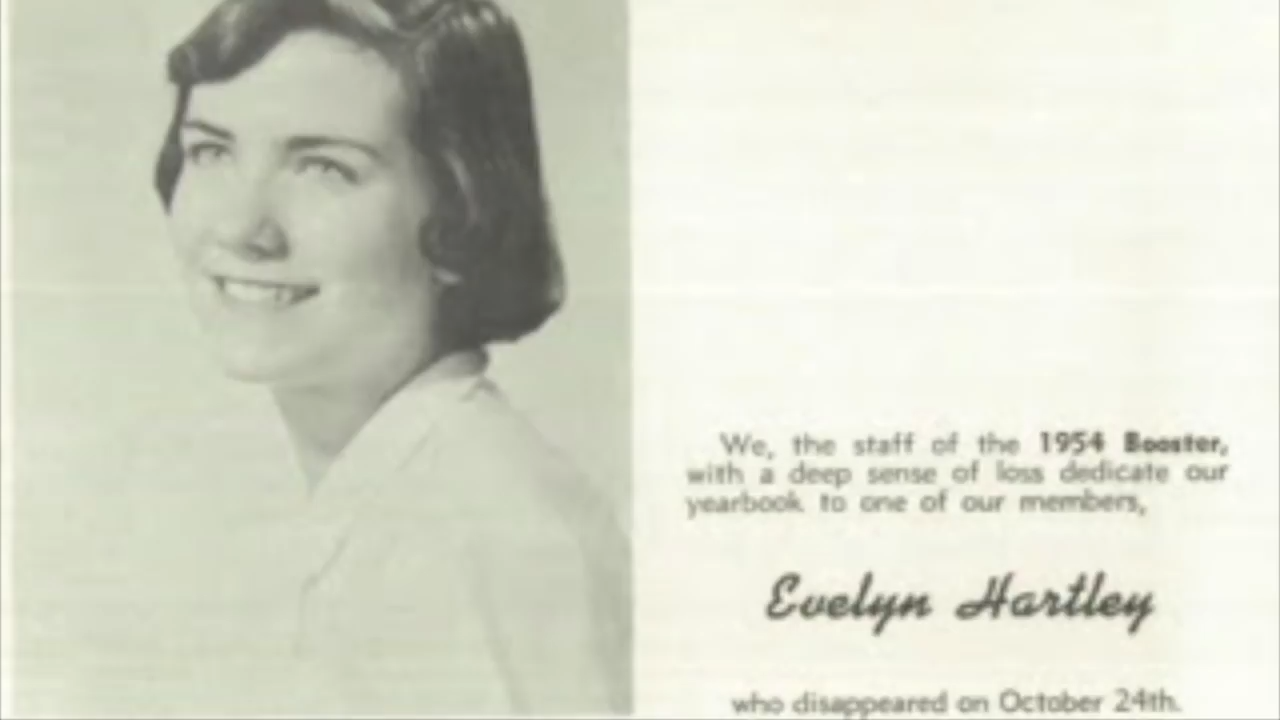 We, the staff of the 1954 Booster,
with a deep sense of loss dedicate our
yearbook to one of our members,
Evelyn Hartley
who disappeared on October 24th.